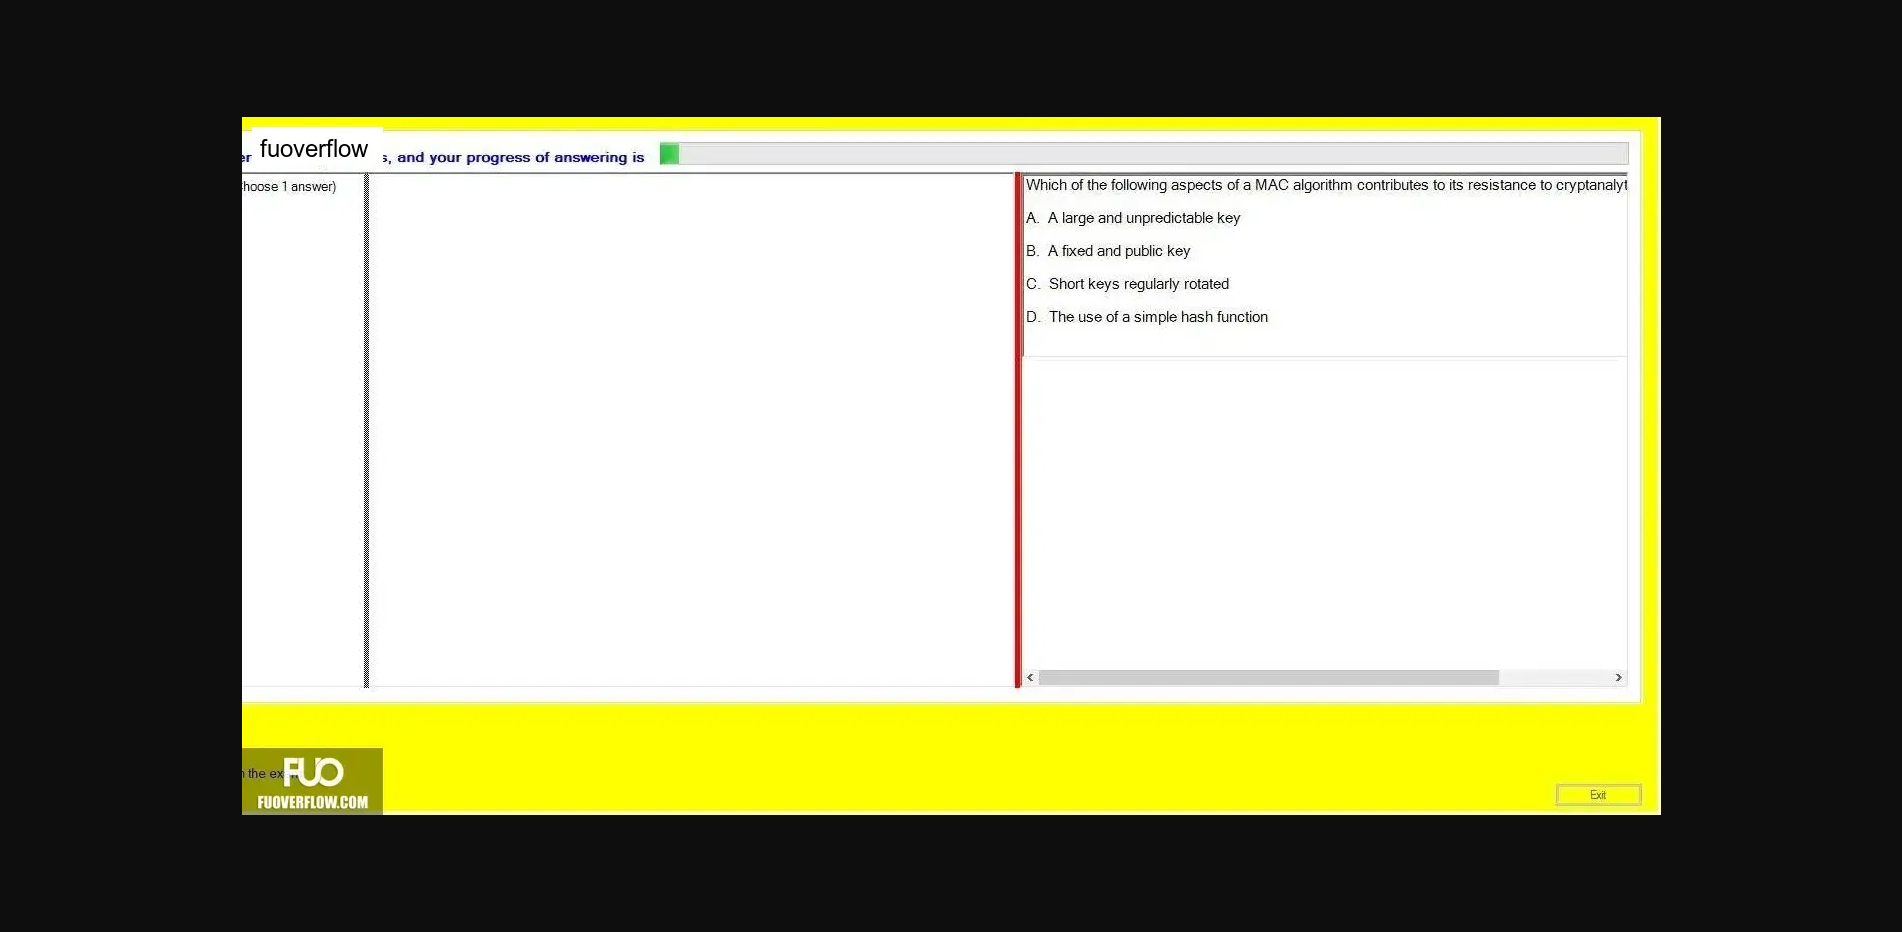 fuoverflow
er s, and your progress of answering is
hoose 1 answer)
Which of the following aspects of a MAC algorithm contributes to its resistance to cryptanalyt
A. A large and unpredictable key
B. A fixed and public key
C. Short keys regularly rotated
D. The use of a simple hash function
n the ex
FUO
FUOVERFLOW.COM
Exit